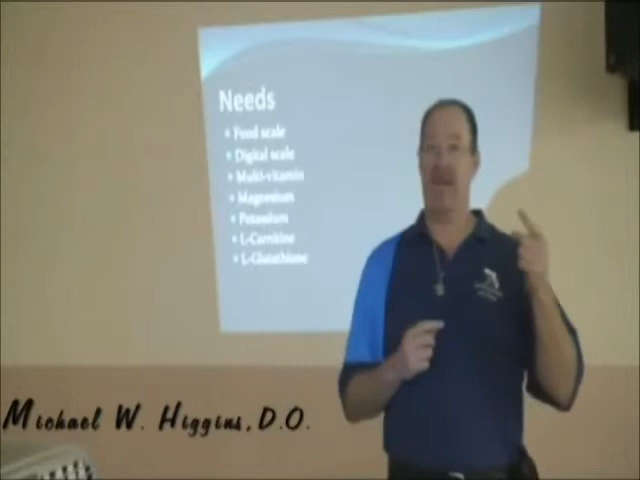 Needs
• Food scale
• Digital scale
• Multi-vitamin
• Magnesium
• Potassium
• L-Carnitine
• L-Glutathione
Michael W. Higgins, D.O.